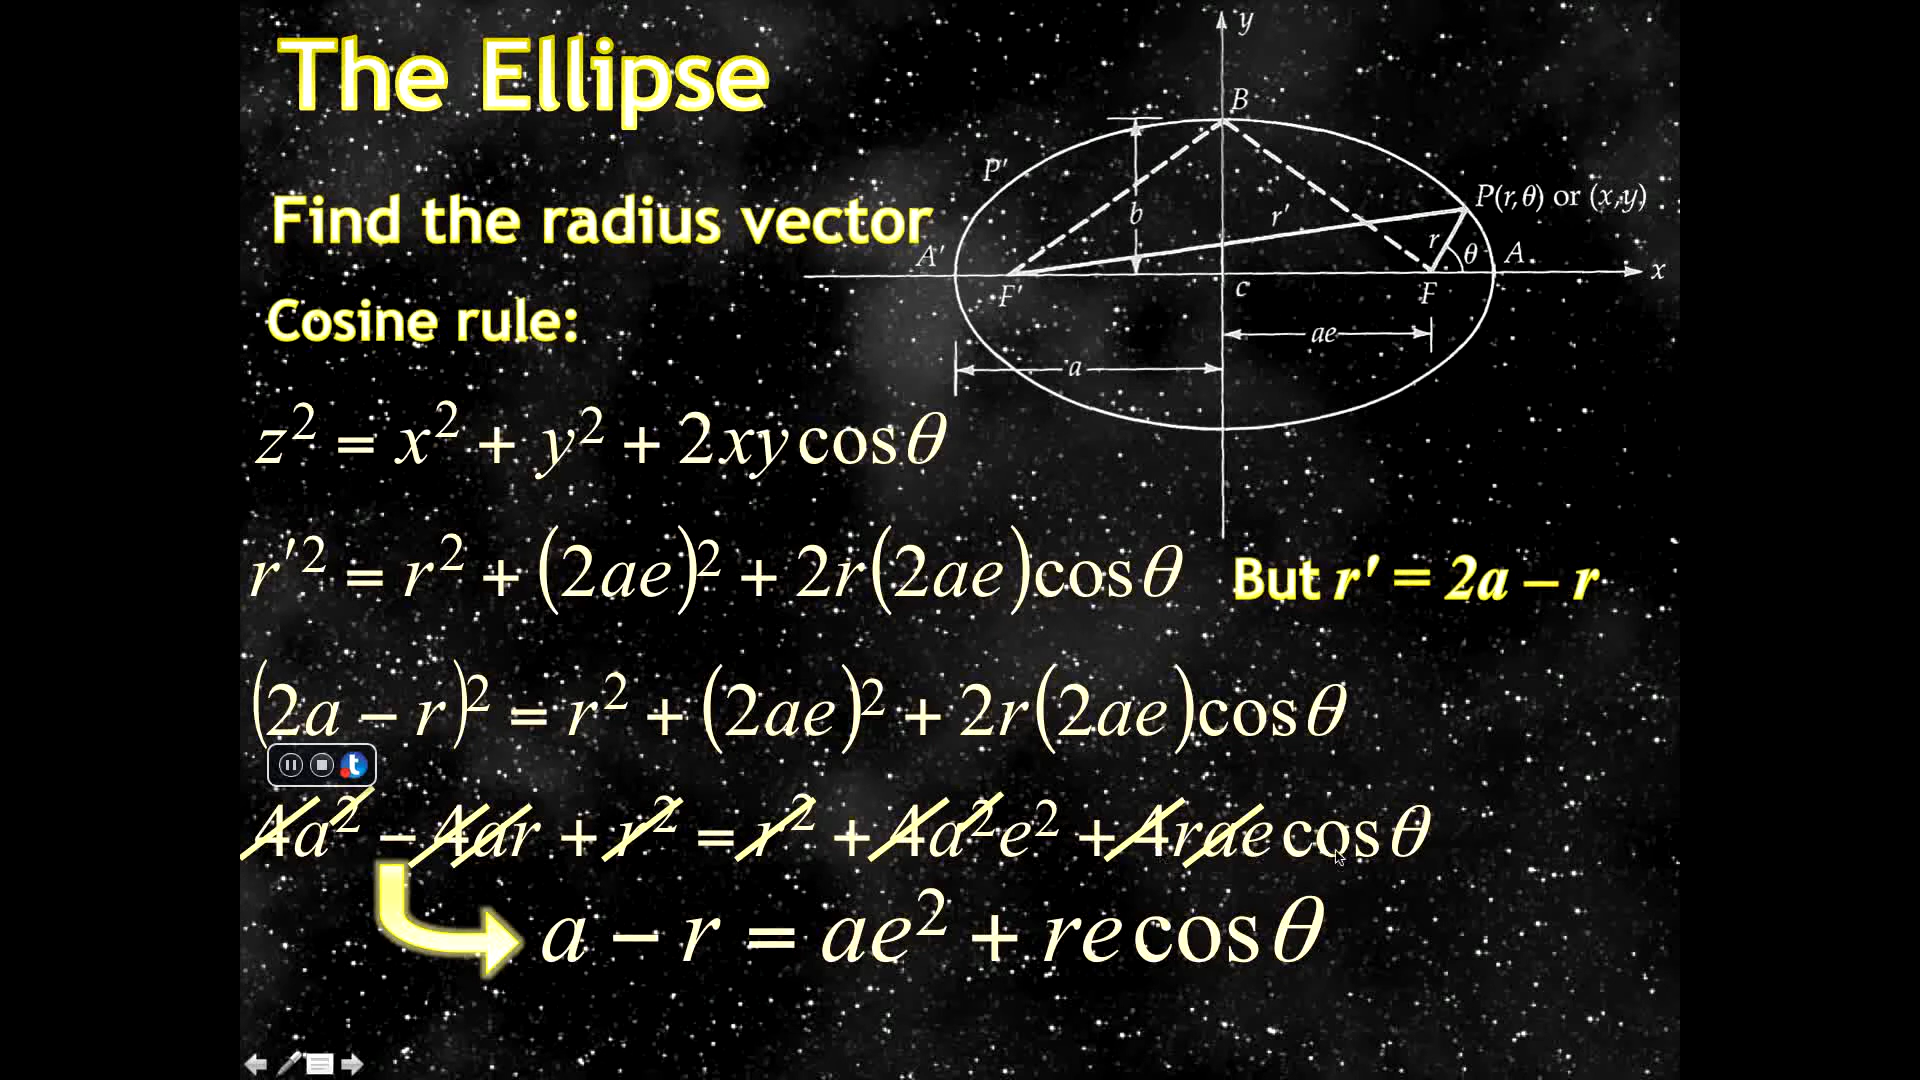 The Ellipse
y
B
P'
P(r, θ) or (x, y)
Find the radius vector
b
r'
r
θ
A'
A
x
F'
c
F
Cosine rule:
ae
a
z² = x² + y² + 2xy cos θ
r'² = r² + (2ae)² + 2r(2ae)cos θ
But r' = 2a – r
(2a − r)² = r² + (2ae)² + 2r(2ae)cos θ
t
4a² − 4ar + r² = r² + 4a²e² + 4rae cos θ
a − r = ae² + re cos θ